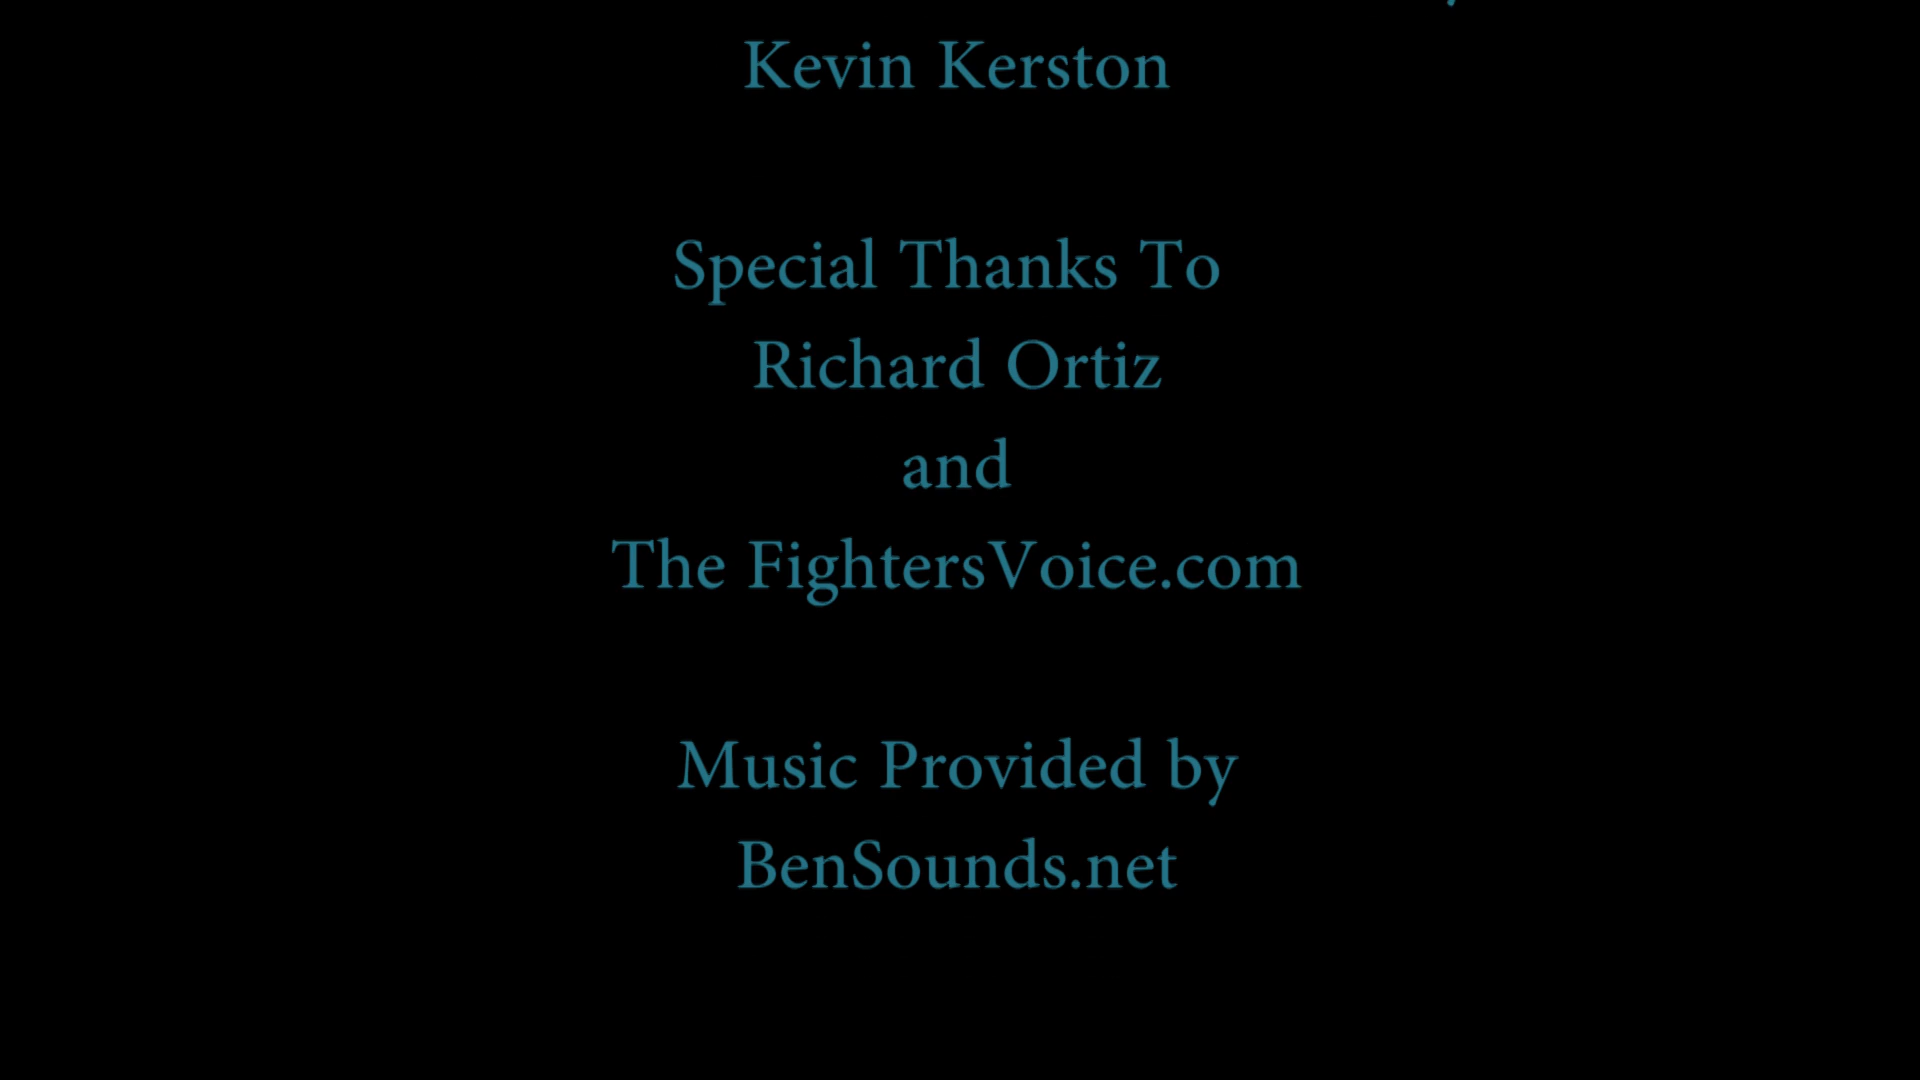 Kevin Kerston
Special Thanks To
Richard Ortiz
and
The FightersVoice.com
Music Provided by
BenSounds.net